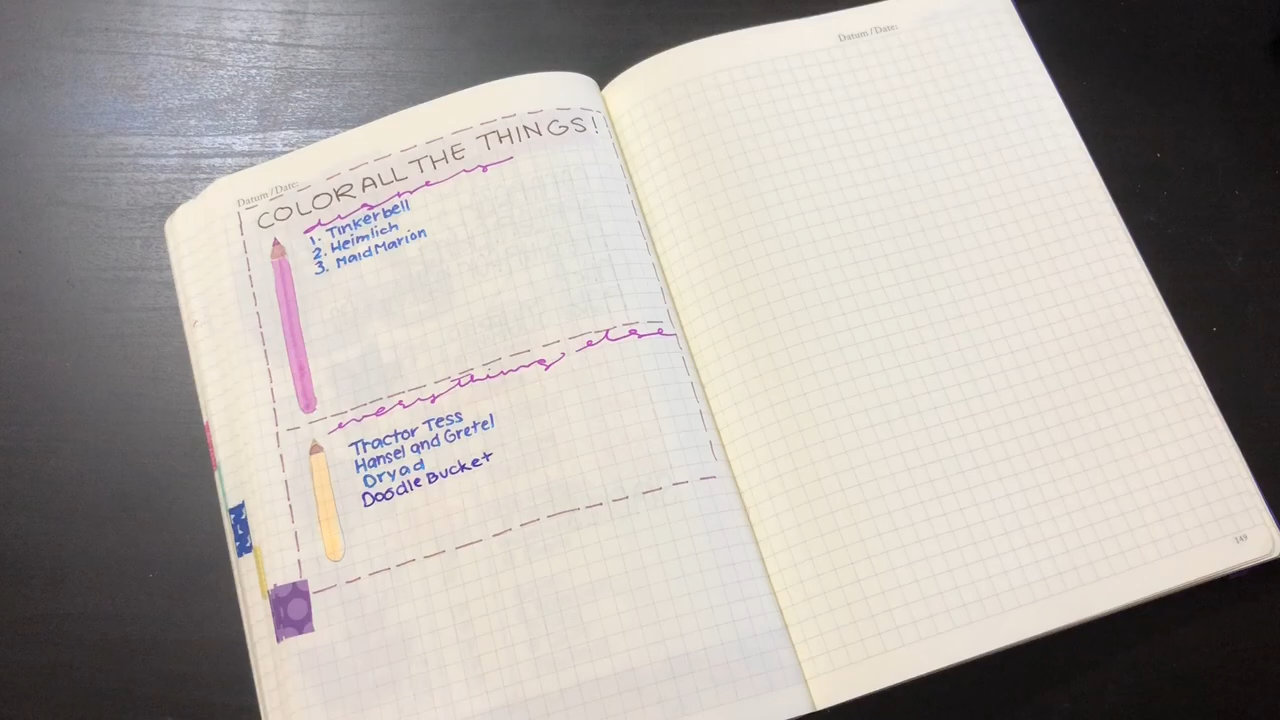 Datum / Date:
COLOR ALL THE THINGS!
disney
1. Tinkerbell
2. Heimlich
3. Maid Marion
everything else
Tractor Tess
Hansel and Gretel
Dryad
Doodle Bucket
Datum / Date:
149